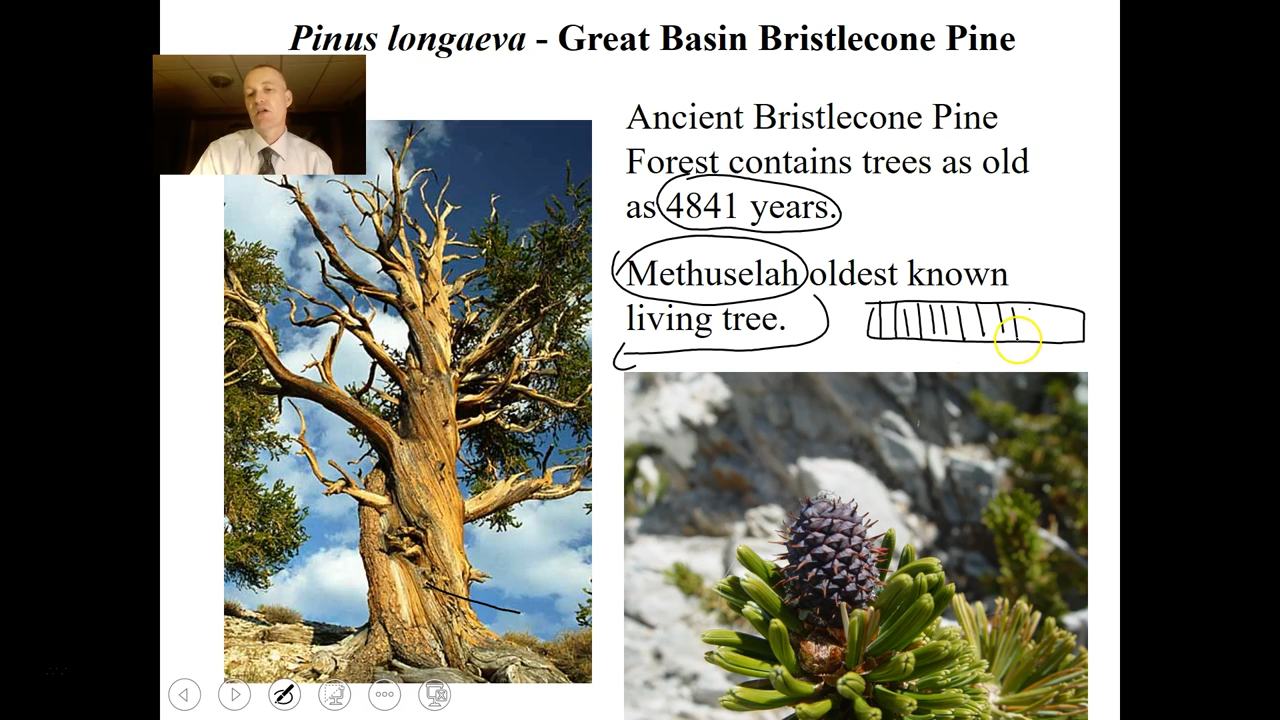 Pinus longaeva - Great Basin Bristlecone Pine
Ancient Bristlecone Pine
Forest contains trees as old
as 4841 years.
Methuselah oldest known
living tree.